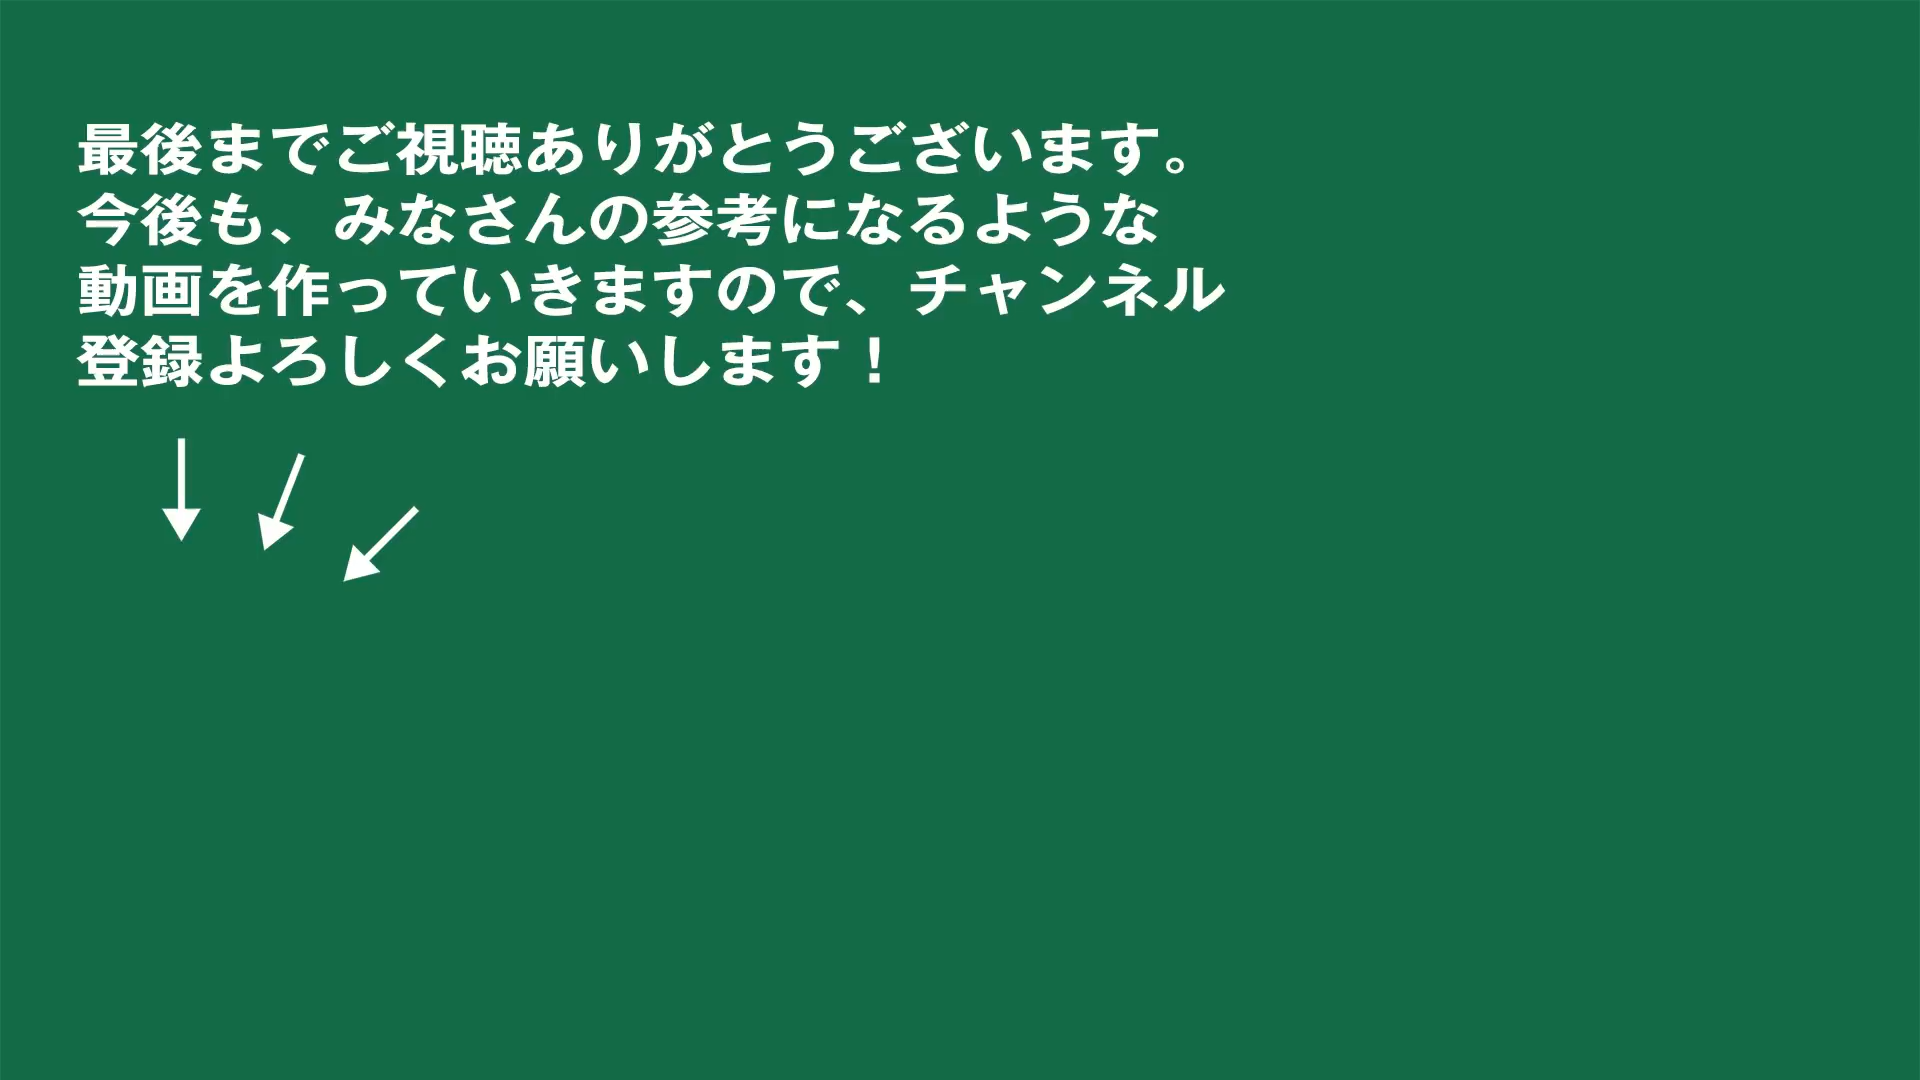 最後までご視聴ありがとうございます。
今後も、みなさんの参考になるような
動画を作っていきますので、チャンネル
登録よろしくお願いします！